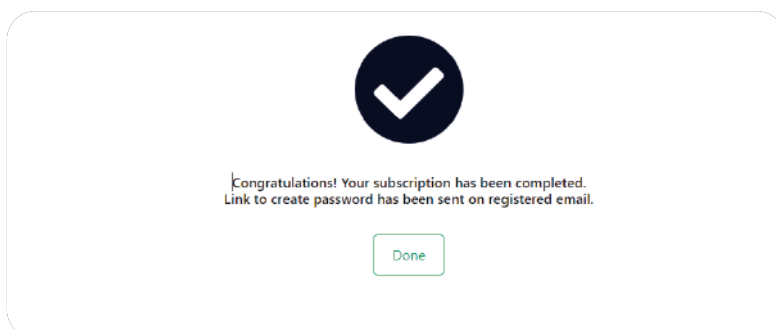 Congratulations! Your subscription has been completed.
Link to create password has been sent on registered email.
Done